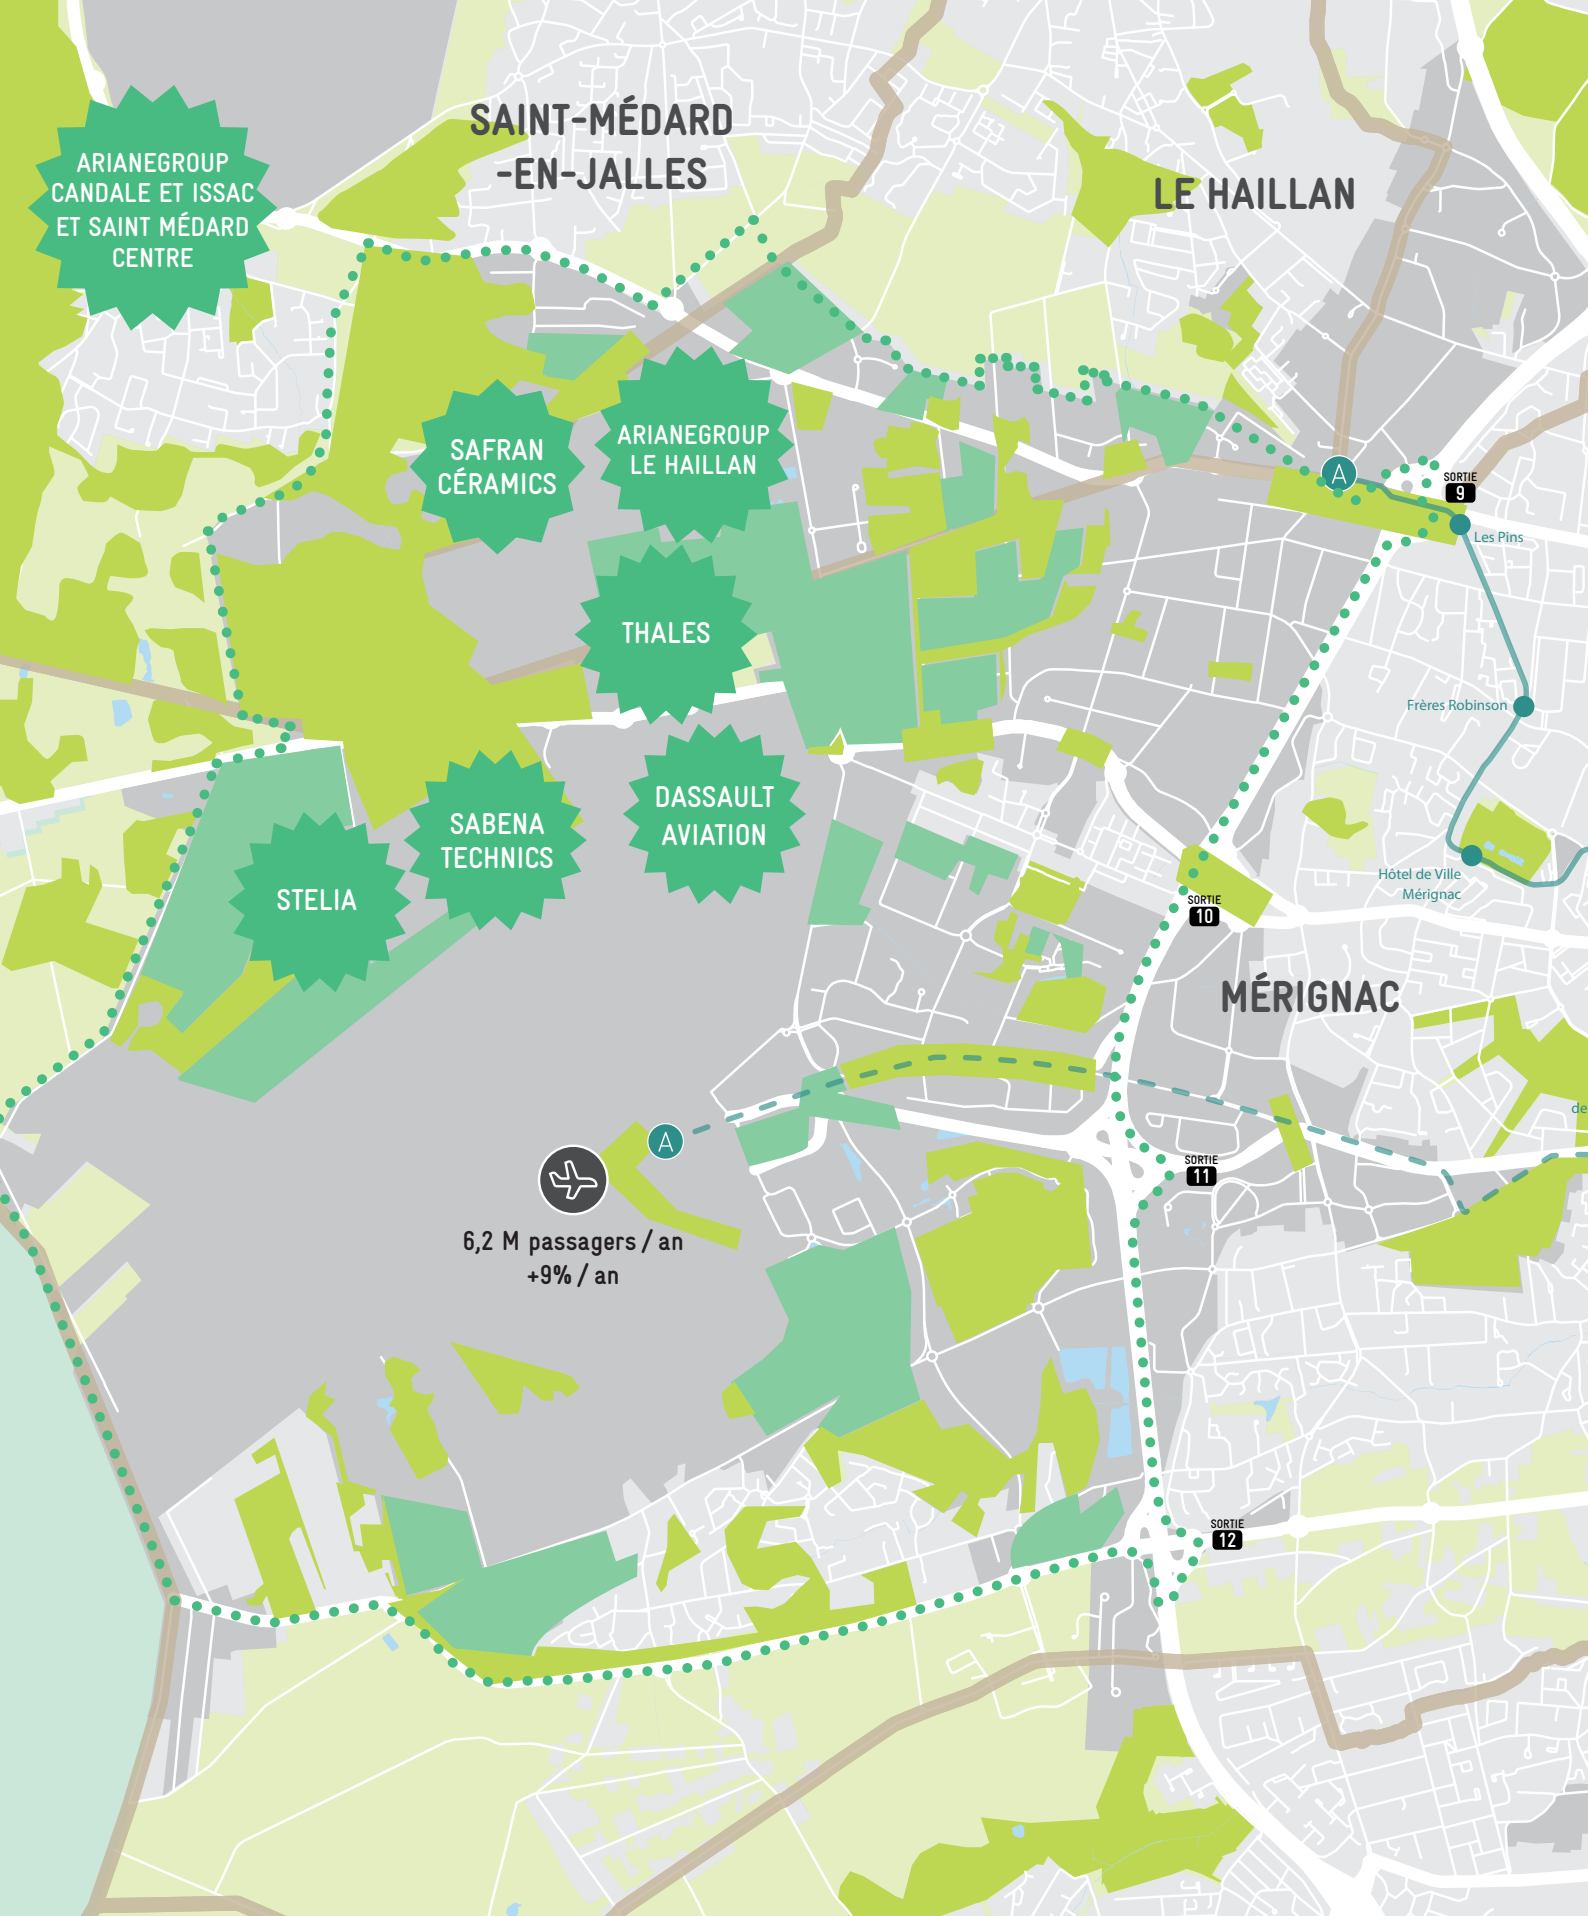 SAINT-MÉDARD
-EN-JALLES
ARIANEGROUP
CANDALE ET ISSAC
ET SAINT MÉDARD
CENTRE
LE HAILLAN
SAFRAN
CÉRAMICS
ARIANEGROUP
LE HAILLAN
A
SORTIE
9
Les Pins
THALES
Frères Robinson
DASSAULT
AVIATION
SABENA
TECHNICS
STELIA
Hôtel de Ville
Mérignac
SORTIE
10
MÉRIGNAC
de
A
SORTIE
11
6,2 M passagers / an
+9% / an
SORTIE
12